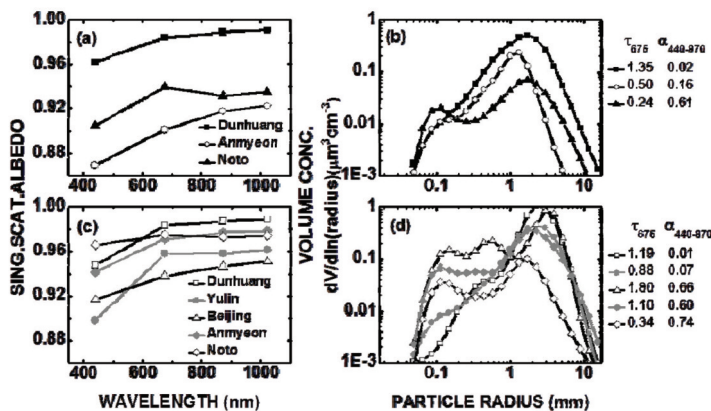 SING.SCAT.ALBEDO
1.00
0.96
0.92
0.88
(a)
Dunhuang
Anmyeon
Noto
400 600 800 1000
VOLUME CONC.
dV/dln(radius)(μm³cm⁻³)
1
0.1
0.01
1E-3
(b)
0.1 1 10
τ675 α440-870
1.35 0.02
0.50 0.16
0.24 0.61
1.00
0.96
0.92
0.88
(c)
Dunhuang
Yulin
Beijing
Anmyeon
Noto
400 600 800 1000
WAVELENGTH (nm)
1
0.1
0.01
1E-3
(d)
0.1 1 10
PARTICLE RADIUS (mm)
τ675 α440-870
1.19 0.01
0.88 0.07
1.80 0.66
1.10 0.60
0.34 0.74